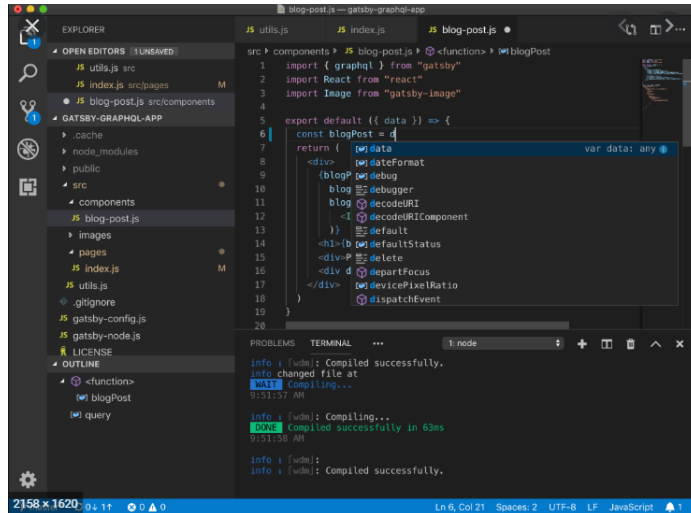 blog-post.js — gatsby-graphql-app
EXPLORER
OPEN EDITORS 1 UNSAVED
JS utils.js src
JS index.js src/pages M
JS blog-post.js src/components
GATSBY-GRAPHQL-APP
.cache
node_modules
public
src
components
JS blog-post.js
images
pages
JS index.js M
JS utils.js
.gitignore
JS gatsby-config.js
JS gatsby-node.js
LICENSE
OUTLINE
<function>
blogPost
query
1
1
JS utils.js JS index.js JS blog-post.js
src components JS blog-post.js <function> blogPost
1 import { graphql } from "gatsby"
2 import React from "react"
3 import Image from "gatsby-image"
4
5 export default ({ data }) => {
6 const blogPost = d
7 return (
8 <div>
9 {blogP
10 blog
11 blog
12 <I
13 )}
14 <h1>{b
15 <div>P
16 <div d
17 </div>
18 )
19 }
20
data var data: any
dateFormat
debug
debugger
decodeURI
decodeURIComponent
default
defaultStatus
delete
departFocus
devicePixelRatio
dispatchEvent
PROBLEMS TERMINAL ••• 1: node
info i [wdm]: Compiled successfully.
info changed file at
WAIT Compiling...
9:51:57 AM
info i [wdm]: Compiling...
DONE Compiled successfully in 63ms
9:51:58 AM
info i [wdm]:
info i [wdm]: Compiled successfully.
2158 × 1620
0↓ 1↑ 0 0 Ln 6, Col 21 Spaces: 2 UTF-8 LF JavaScript 1